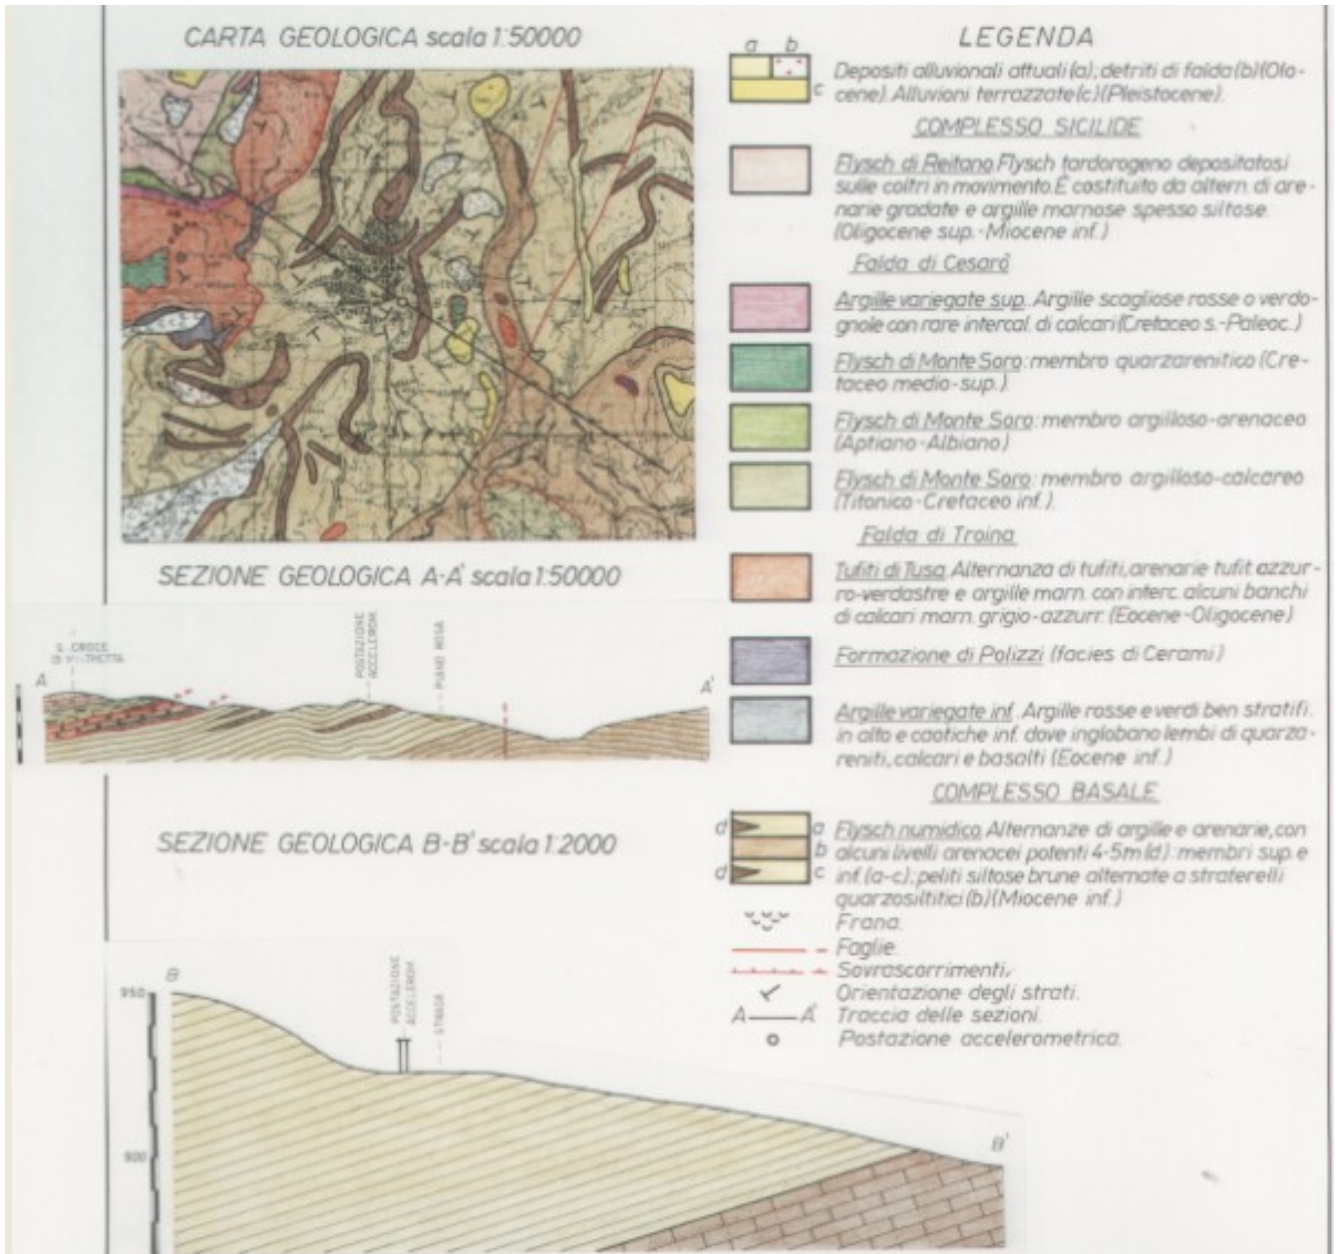 CARTA GEOLOGICA scala 1:50000
SEZIONE GEOLOGICA A-A' scala 1:50000
S. CROCE
A
POSTAZIONE
ACCELEROM
PIANO ROSA
A'
SEZIONE GEOLOGICA B-B' scala 1:2000
B
950
900
POSTAZIONE
ACCELEROM
STRADA
B'
LEGENDA
a b
c
Depositi alluvionali attuali (a); detriti di falda (b) (Olo-
cene). Alluvioni terrazzate (c) (Pleistocene).
COMPLESSO SICILIDE
Flysch di Reitano. Flysch tardorogeno depositatosi
sulle coltri in movimento. E costituito da altern. di are-
narie gradate e argille marnose spesso siltose.
(Oligocene sup.-Miocene inf.)
Falda di Cesarò
Argille variegate sup. Argille scagliose rosse o verdo-
gnole con rare intercal. di calcari (Cretaceo s.-Paleoc.)
Flysch di Monte Soro: membro quarzarenitico (Cre-
taceo medio-sup.)
Flysch di Monte Soro: membro argilloso-arenaceo
(Aptiano-Albiano)
Flysch di Monte Soro: membro argilloso-calcareo
(Titonico-Cretaceo inf.).
Falda di Troina
Tufiti di Tusa. Alternanza di tufiti, arenarie tufit. azzur-
ro-verdastre e argille marn. con interc. alcuni banchi
di calcari marn. grigio-azzurr. (Eocene-Oligocene)
Formazione di Polizzi (facies di Cerami)
Argille variegate inf. Argille rosse e verdi ben stratifi.
in alto e caotiche inf. dove inglobano lembi di quarza-
reniti, calcari e basalti (Eocene inf.)
COMPLESSO BASALE
d a
b
d c
Flysch numidico. Alternanze di argille e arenarie, con
alcuni livelli arenacei potenti 4-5m (d): membri sup. e
inf. (a-c); peliti siltose brune alternate a straterelli
quarzosiltitici (b) (Miocene inf.)
Frana.
Faglie.
Sovrascorrimenti.
Orientazione degli strati.
A A' Traccia delle sezioni.
Postazione accelerometrica.